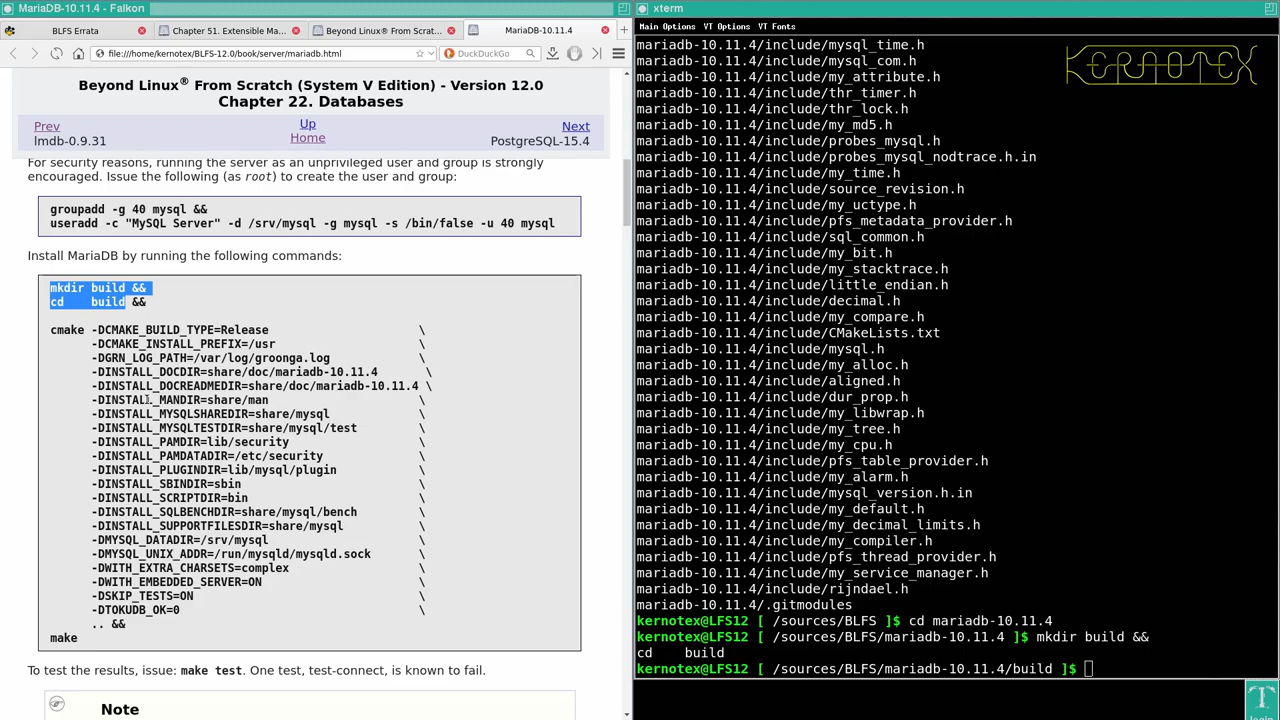 MariaDB-10.11.4 - Falkon
BLFS Errata
Chapter 51. Extensible Ma...
Beyond Linux® From Scrat...
MariaDB-10.11.4
file:///home/kernotex/BLFS-12.0/book/server/mariadb.html
DuckDuckGo
Beyond Linux® From Scratch (System V Edition) - Version 12.0
Chapter 22. Databases
Prev
Up
Next
lmdb-0.9.31
Home
PostgreSQL-15.4
For security reasons, running the server as an unprivileged user and group is strongly
encouraged. Issue the following (as root) to create the user and group:
groupadd -g 40 mysql &&
useradd -c "MySQL Server" -d /srv/mysql -g mysql -s /bin/false -u 40 mysql
Install MariaDB by running the following commands:
mkdir build &&
cd    build &&
cmake -DCMAKE_BUILD_TYPE=Release \
-DCMAKE_INSTALL_PREFIX=/usr \
-DGRN_LOG_PATH=/var/log/groonga.log \
-DINSTALL_DOCDIR=share/doc/mariadb-10.11.4 \
-DINSTALL_DOCREADMEDIR=share/doc/mariadb-10.11.4 \
-DINSTALL_MANDIR=share/man \
-DINSTALL_MYSQLSHAREDIR=share/mysql \
-DINSTALL_MYSQLTESTDIR=share/mysql/test \
-DINSTALL_PAMDIR=lib/security \
-DINSTALL_PAMDATADIR=/etc/security \
-DINSTALL_PLUGINDIR=lib/mysql/plugin \
-DINSTALL_SBINDIR=sbin \
-DINSTALL_SCRIPTDIR=bin \
-DINSTALL_SQLBENCHDIR=share/mysql/bench \
-DINSTALL_SUPPORTFILESDIR=share/mysql \
-DMYSQL_DATADIR=/srv/mysql \
-DMYSQL_UNIX_ADDR=/run/mysqld/mysqld.sock \
-DWITH_EXTRA_CHARSETS=complex \
-DWITH_EMBEDDED_SERVER=ON \
-DSKIP_TESTS=ON \
-DTOKUDB_OK=0 \
.. &&
make
To test the results, issue: make test. One test, test-connect, is known to fail.
Note
xterm
Main Options  VT Options  VT Fonts
KERNOTEX
mariadb-10.11.4/include/mysql_time.h
mariadb-10.11.4/include/mysql_com.h
mariadb-10.11.4/include/my_attribute.h
mariadb-10.11.4/include/thr_timer.h
mariadb-10.11.4/include/thr_lock.h
mariadb-10.11.4/include/my_md5.h
mariadb-10.11.4/include/probes_mysql.h
mariadb-10.11.4/include/probes_mysql_nodtrace.h.in
mariadb-10.11.4/include/my_time.h
mariadb-10.11.4/include/source_revision.h
mariadb-10.11.4/include/my_uctype.h
mariadb-10.11.4/include/pfs_metadata_provider.h
mariadb-10.11.4/include/sql_common.h
mariadb-10.11.4/include/my_bit.h
mariadb-10.11.4/include/my_stacktrace.h
mariadb-10.11.4/include/little_endian.h
mariadb-10.11.4/include/decimal.h
mariadb-10.11.4/include/my_compare.h
mariadb-10.11.4/include/CMakeLists.txt
mariadb-10.11.4/include/mysql.h
mariadb-10.11.4/include/my_alloc.h
mariadb-10.11.4/include/aligned.h
mariadb-10.11.4/include/dur_prop.h
mariadb-10.11.4/include/my_libwrap.h
mariadb-10.11.4/include/my_tree.h
mariadb-10.11.4/include/my_cpu.h
mariadb-10.11.4/include/pfs_table_provider.h
mariadb-10.11.4/include/my_alarm.h
mariadb-10.11.4/include/mysql_version.h.in
mariadb-10.11.4/include/my_default.h
mariadb-10.11.4/include/my_decimal_limits.h
mariadb-10.11.4/include/my_compiler.h
mariadb-10.11.4/include/pfs_thread_provider.h
mariadb-10.11.4/include/my_service_manager.h
mariadb-10.11.4/include/rijndael.h
mariadb-10.11.4/.gitmodules
kernotex@LFS12 [ /sources/BLFS ]$ cd mariadb-10.11.4
kernotex@LFS12 [ /sources/BLFS/mariadb-10.11.4 ]$ mkdir build &&
cd    build
kernotex@LFS12 [ /sources/BLFS/mariadb-10.11.4/build ]$
login